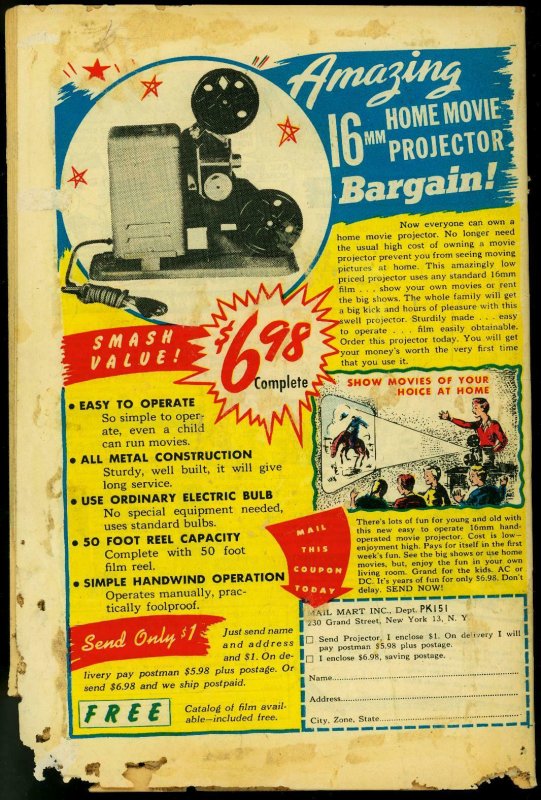 Amazing
16MM HOME MOVIE
PROJECTOR
Bargain!
Now everyone can own a
home movie projector. No longer need
the usual high cost of owning a movie
projector prevent you from seeing moving
pictures at home. This amazingly low
priced projector uses any standard 16mm
film . . . show your own movies or rent
the big shows. The whole family will get
a big kick and hours of pleasure with this
swell projector. Sturdily made . . . easy
to operate . . . film easily obtainable.
Order this projector today. You will get
your money's worth the very first time
that you use it.
SMASH
VALUE!
$6.98
Complete
• EASY TO OPERATE
So simple to oper-
ate, even a child
can run movies.
• ALL METAL CONSTRUCTION
Sturdy, well built, it will give
long service.
• USE ORDINARY ELECTRIC BULB
No special equipment needed,
uses standard bulbs.
• 50 FOOT REEL CAPACITY
Complete with 50 foot
film reel.
• SIMPLE HANDWIND OPERATION
Operates manually, prac-
tically foolproof.
SHOW MOVIES OF YOUR
HOICE AT HOME
There's lots of fun for young and old with
this new easy to operate 16mm hand-
operated movie projector. Cost is low—
enjoyment high. Pays for itself in the first
week's fun. See the big shows or use home
movies, but, enjoy the fun in your own
living room. Grand for the kids. AC or
DC. It's years of fun for only $6.98. Don't
delay. SEND NOW!
MAIL
THIS
COUPON
TODAY
Send Only $1
Just send name
and address
and $1. On de-
livery pay postman $5.98 plus postage. Or
send $6.98 and we ship postpaid.
FREE
Catalog of film avail-
able—included free.
MAIL MART INC., Dept. PK151
230 Grand Street, New York 13, N. Y
□ Send Projector, I enclose $1. On delivery I will
pay postman $5.98 plus postage.
□ I enclose $6.98, saving postage.
Name
Address
City, Zone, State